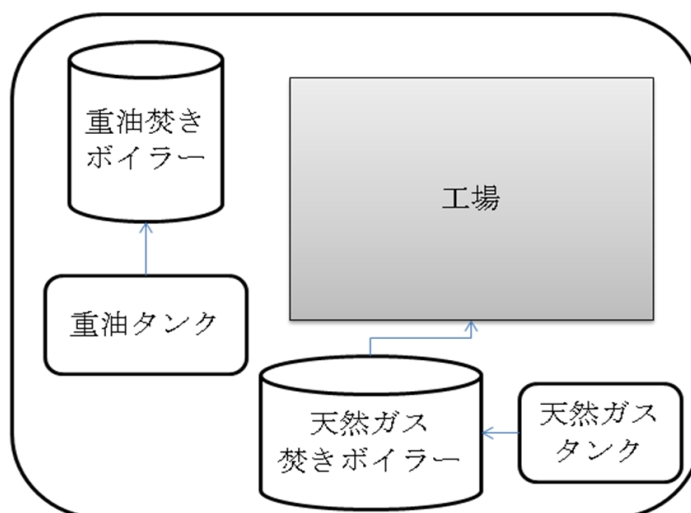 重油焚き
ボイラー
工場
重油タンク
天然ガス
焚きボイラー
天然ガス
タンク